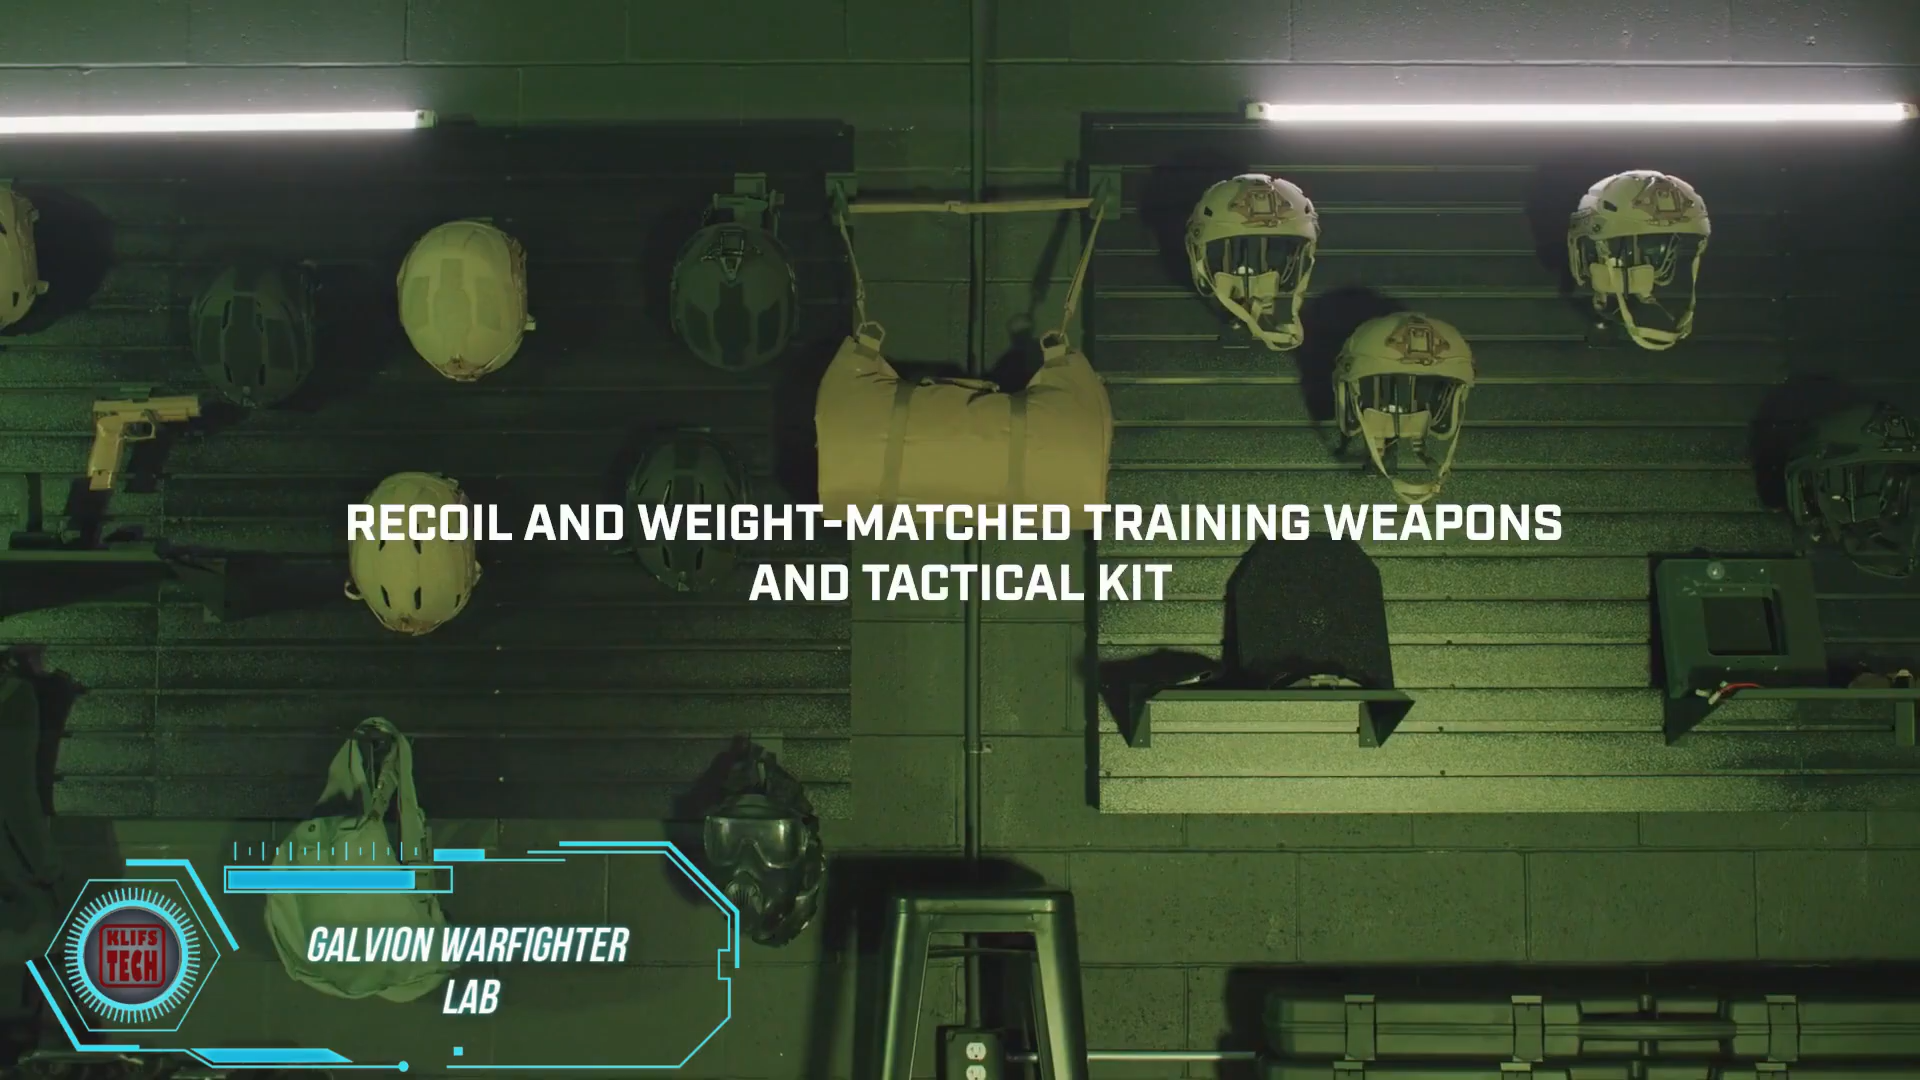 RECOIL AND WEIGHT-MATCHED TRAINING WEAPONS
AND TACTICAL KIT
KLIFS
TECH
GALVION WARFIGHTER
LAB